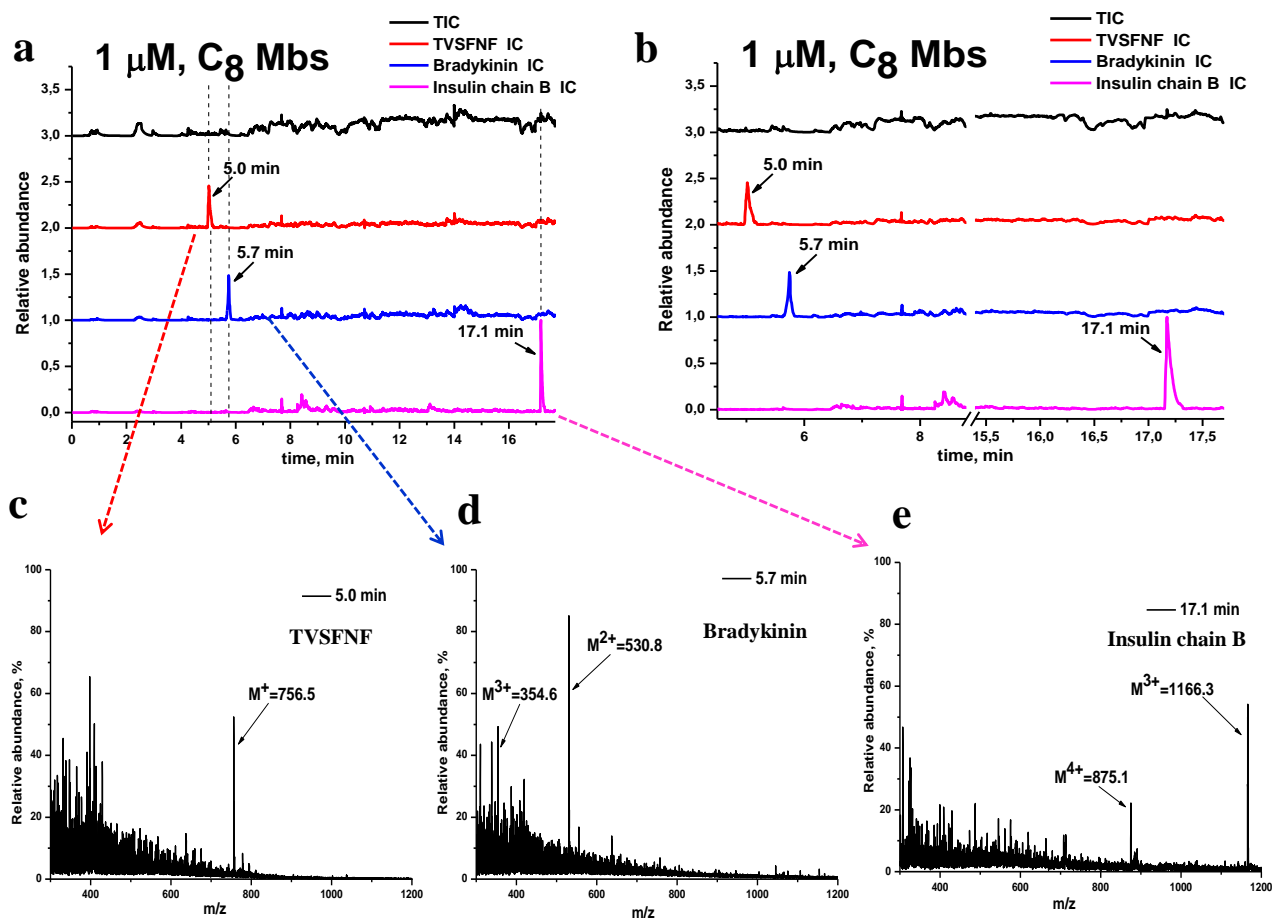 a
1 μM, C8 Mbs
TIC
TVSFNF IC
Bradykinin IC
Insulin chain B IC
Relative abundance
3,0
2,5
2,0
1,5
1,0
0,5
0,0
5.0 min
5.7 min
17.1 min
0 2 4 6 8 10 12 14 16
time, min
b
1 μM, C8 Mbs
TIC
TVSFNF IC
Bradykinin IC
Insulin chain B IC
Relative abundance
3,0
2,5
2,0
1,5
1,0
0,5
0,0
5.0 min
5.7 min
17.1 min
6 8 15,5 16,0 16,5 17,0 17,5
time, min
c
Relative abundance, %
100
80
60
40
20
0
5.0 min
TVSFNF
M+=756.5
400 600 800 1000 1200
m/z
d
Relative abundance, %
100
80
60
40
20
0
5.7 min
Bradykinin
M2+=530.8
M3+=354.6
400 600 800 1000 1200
m/z
e
Relative abundance, %
100
80
60
40
20
0
17.1 min
Insulin chain B
M3+=1166.3
M4+=875.1
400 600 800 1000 1200
m/z